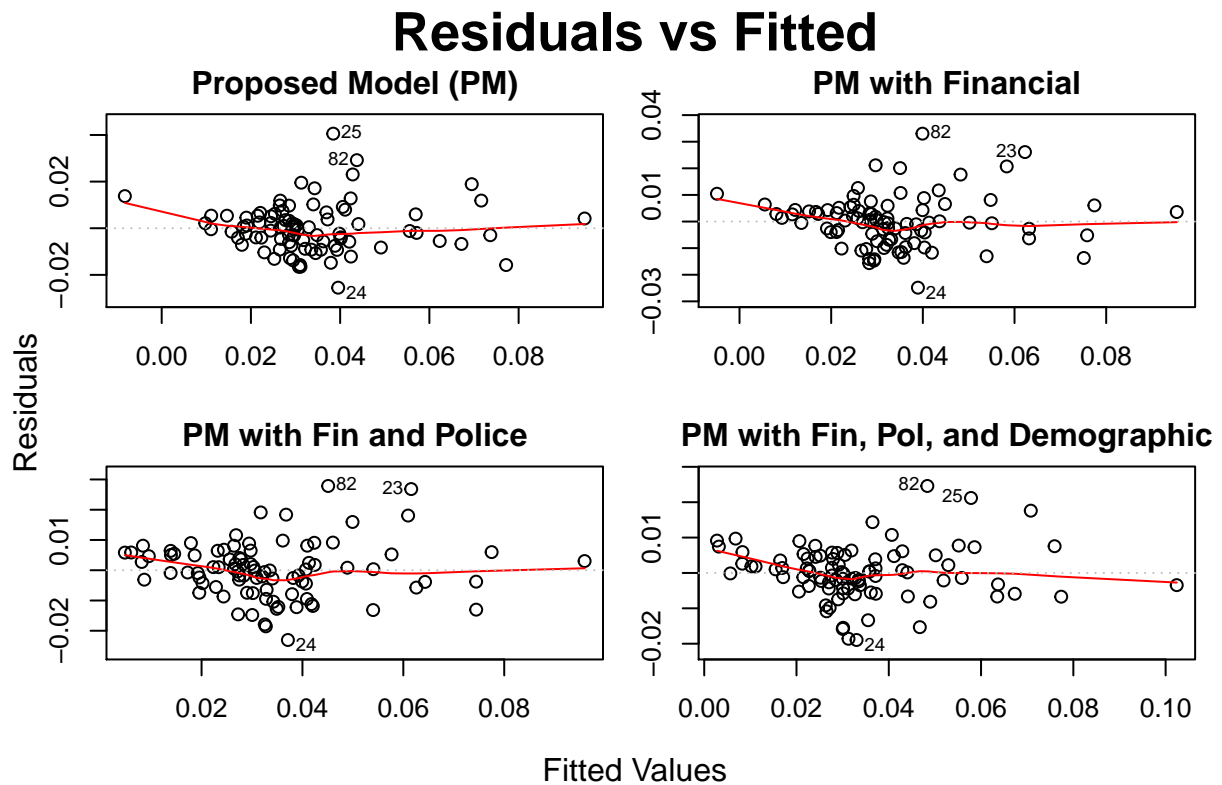 Residuals vs Fitted
Proposed Model (PM)
PM with Financial
0.02
−0.02
25
82
24
0.00 0.02 0.04 0.06 0.08
0.04
0.01
−0.03
82
23
24
0.00 0.02 0.04 0.06 0.08
Residuals
PM with Fin and Police
PM with Fin, Pol, and Demographic
0.01
−0.02
82
23
24
0.02 0.04 0.06 0.08
0.01
−0.02
82
25
24
0.00 0.02 0.04 0.06 0.08 0.10
Fitted Values